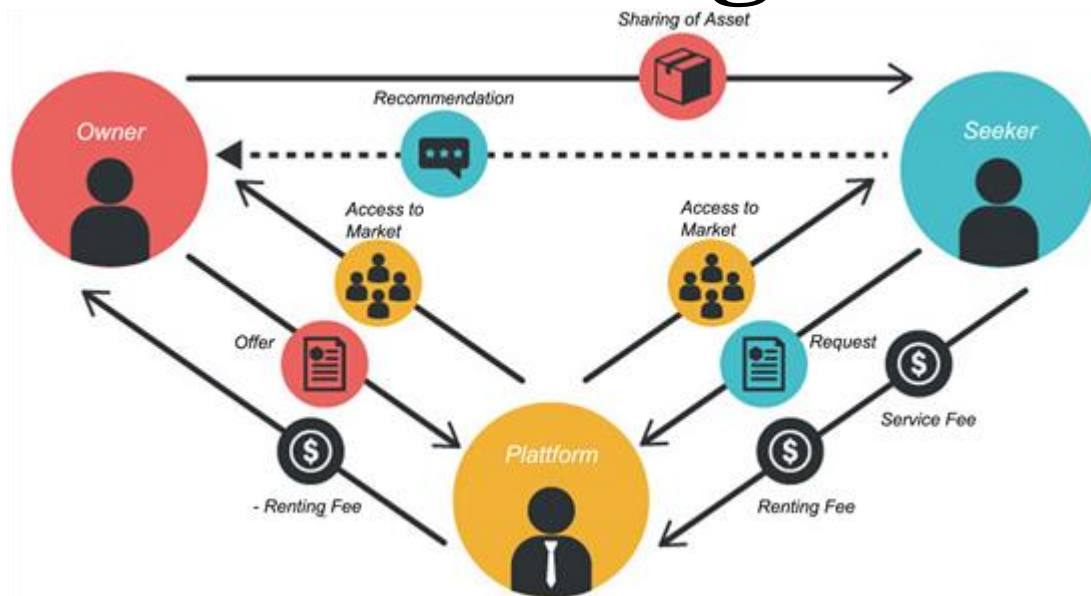 Sharing of Asset
Recommendation
Owner
Seeker
Access to
Market
Access to
Market
Offer
Request
Service Fee
Plattform
- Renting Fee
Renting Fee